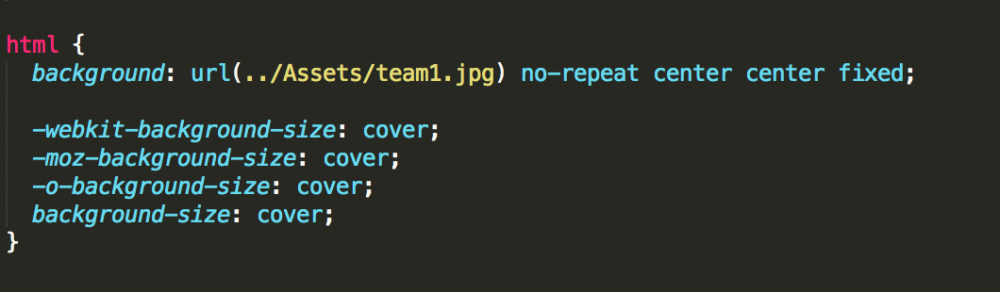 html {
background: url(../Assets/team1.jpg) no-repeat center center fixed;
-webkit-background-size: cover;
-moz-background-size: cover;
-o-background-size: cover;
background-size: cover;
}